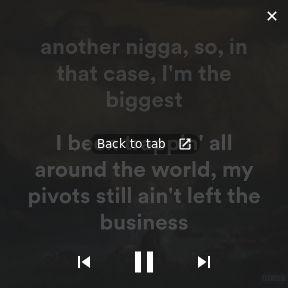 another nigga, so, in
that case, I'm the
biggest
I be
Back to tab
' all
around the world, my
pivots still ain't left the
business